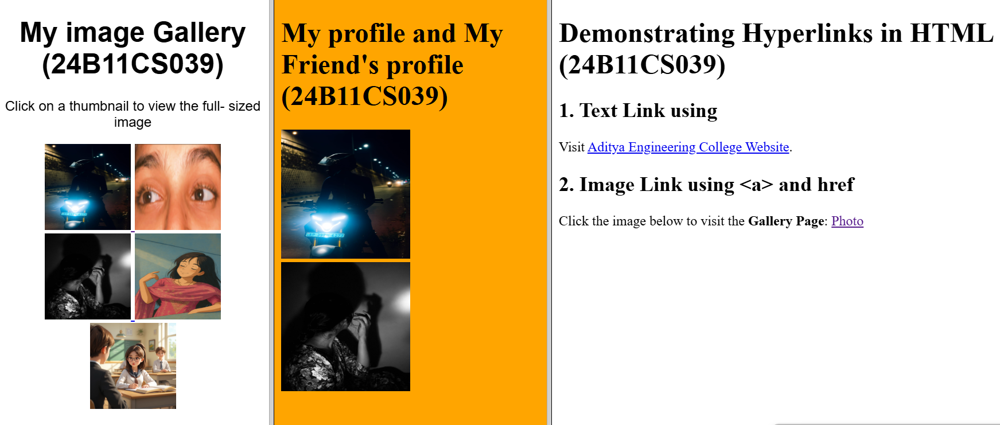 My image Gallery
(24B11CS039)
Click on a thumbnail to view the full- sized
image
My profile and My
Friend's profile
(24B11CS039)
Demonstrating Hyperlinks in HTML
(24B11CS039)
1. Text Link using
Visit Aditya Engineering College Website.
2. Image Link using <a> and href
Click the image below to visit the Gallery Page: Photo